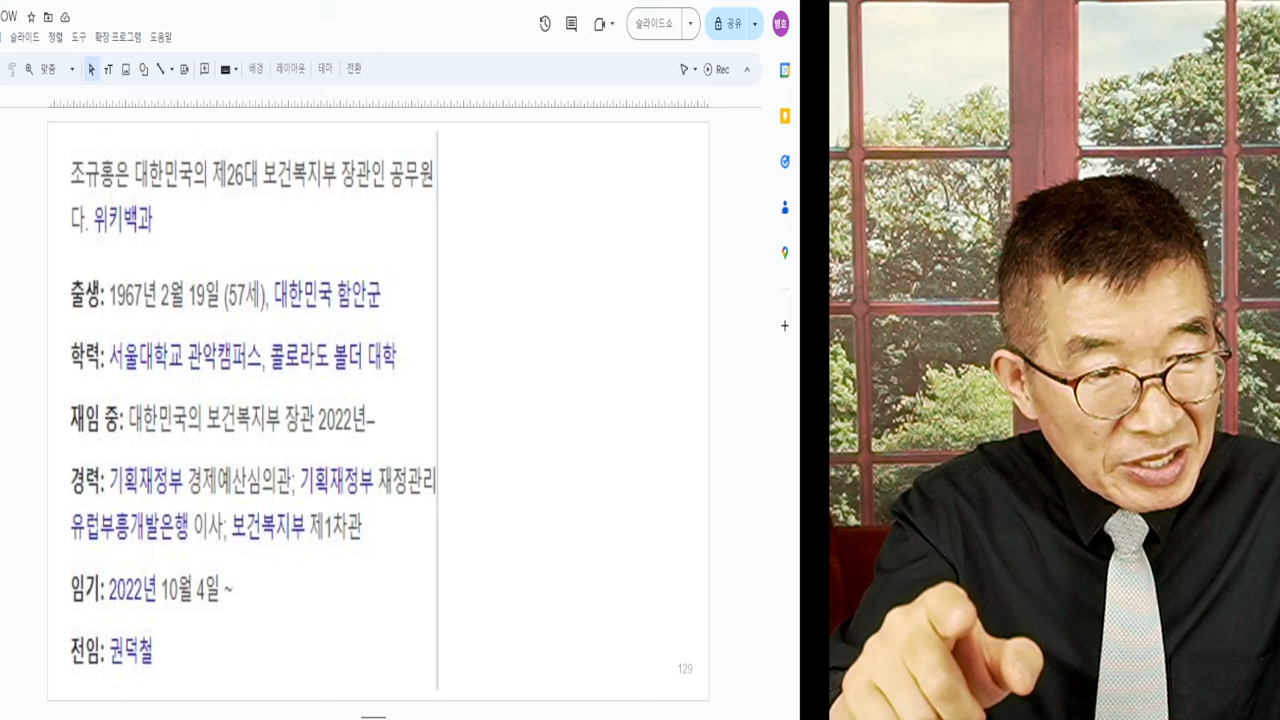 OW
슬라이드 정렬 도구 확장 프로그램 도움말
슬라이드쇼
공유
병호
맞춤
배경 레이아웃 테마 전환
Rec
조규홍은 대한민국의 제26대 보건복지부 장관인 공무원
다. 위키백과
출생: 1967년 2월 19일 (57세), 대한민국 함안군
학력: 서울대학교 관악캠퍼스, 콜로라도 볼더 대학
재임 중: 대한민국의 보건복지부 장관 2022년–
경력: 기획재정부 경제예산심의관; 기획재정부 재정관리
유럽부흥개발은행 이사; 보건복지부 제1차관
임기: 2022년 10월 4일 ~
전임: 권덕철
129